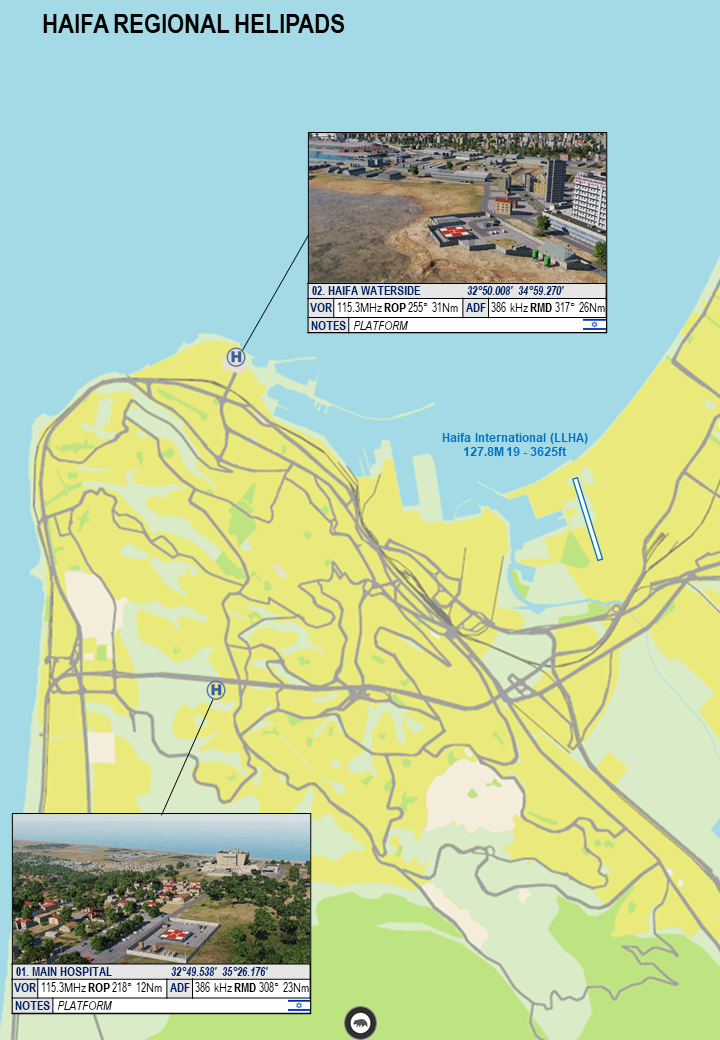 HAIFA REGIONAL HELIPADS
02. HAIFA WATERSIDE 32°50.008' 34°59.270'
VOR 115.3MHz ROP 255° 31Nm ADF 386 kHz RMD 317° 26Nm
NOTES PLATFORM
H
Haifa International (LLHA)
127.8M 19 - 3625ft
H
01. MAIN HOSPITAL 32°49.538' 35°26.176'
VOR 115.3MHz ROP 218° 12Nm ADF 386 kHz RMD 308° 23Nm
NOTES PLATFORM